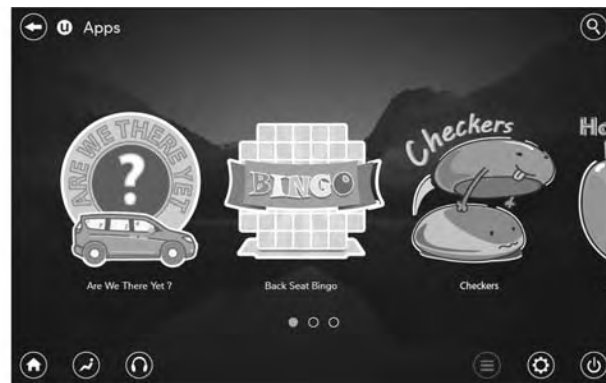 u Apps
ARE WE THERE YET
?
BINGO
Checkers
Are We There Yet ?
Back Seat Bingo
Checkers